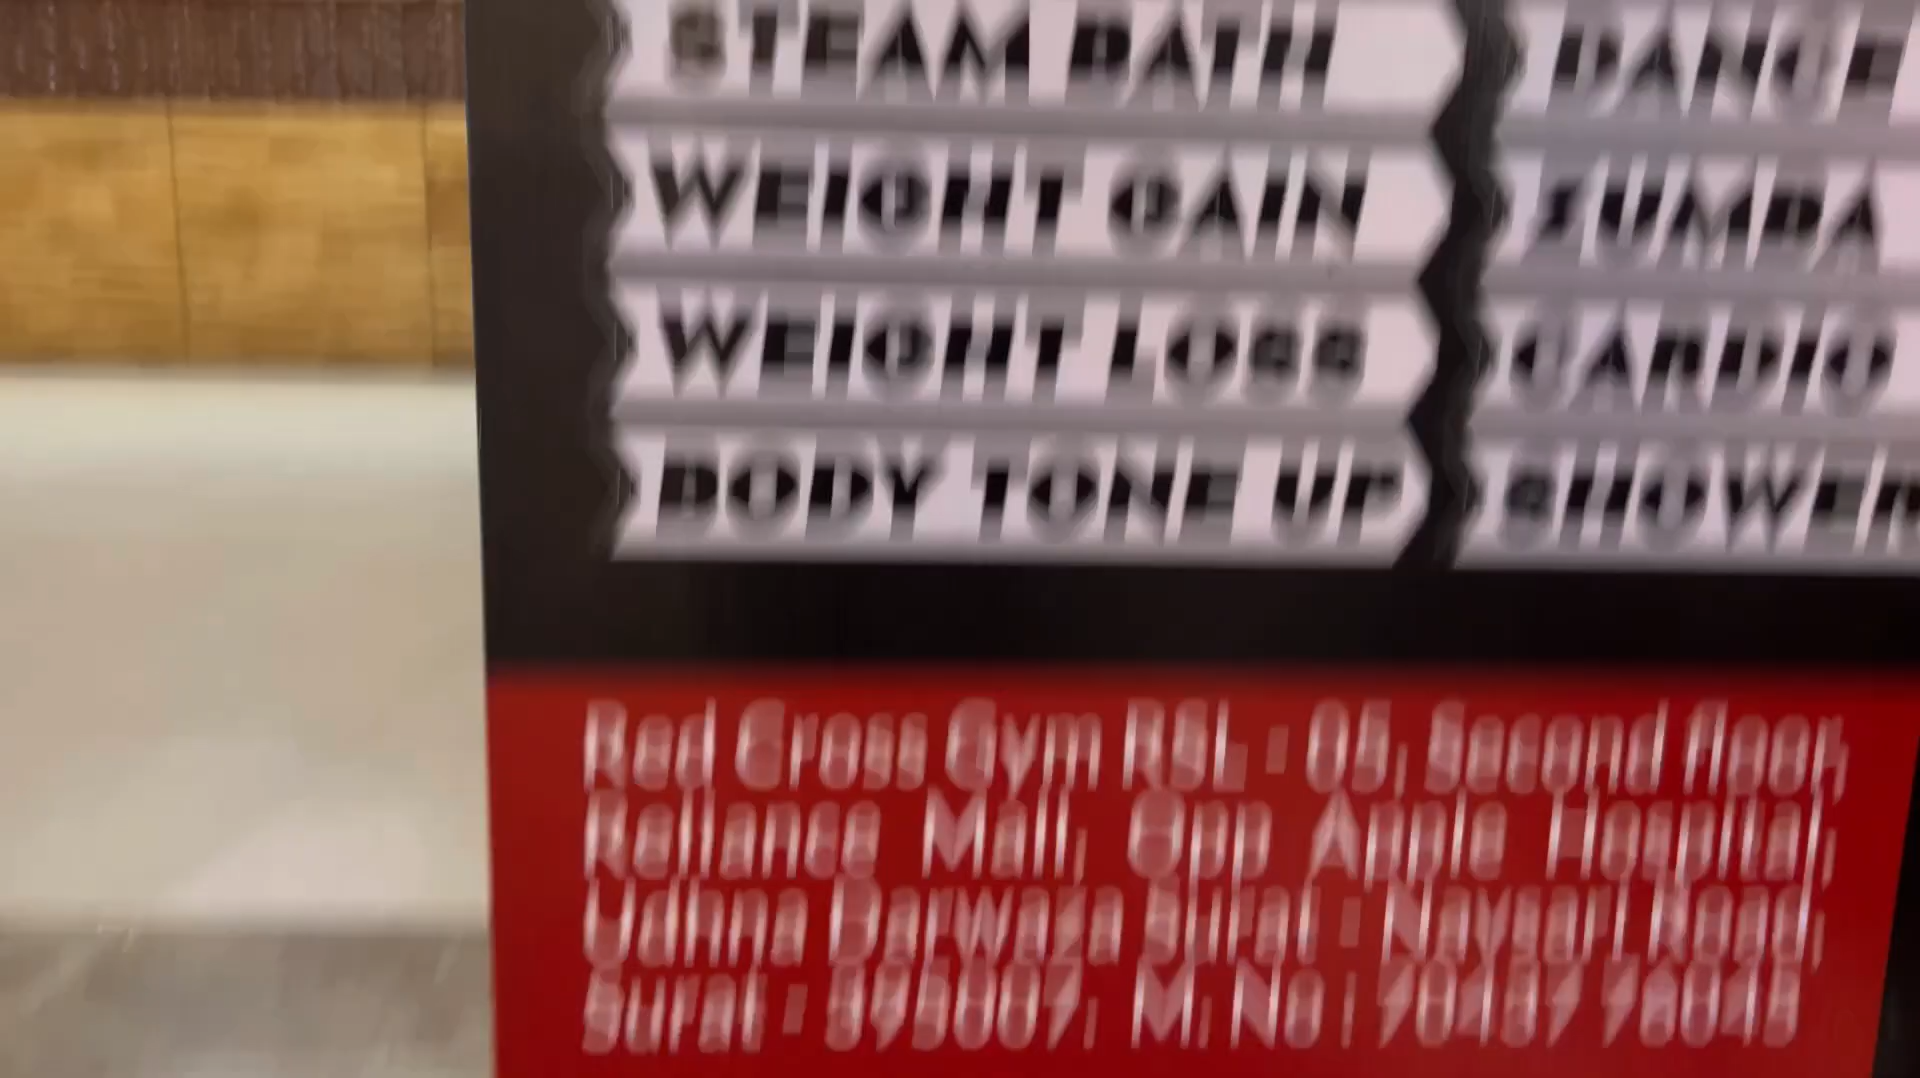 STEAM BATH
WEIGHT GAIN
WEIGHT LOSS
BODY TONE UP
DANCE
ZUMBA
CARDIO
SHOWER
Red Cross Gym RSL : 05, Second floor,
Reliance Mall, Opp Apple Hospital,
Udhna Darwaza Surat : Navsari Road,
Surat : M. No :